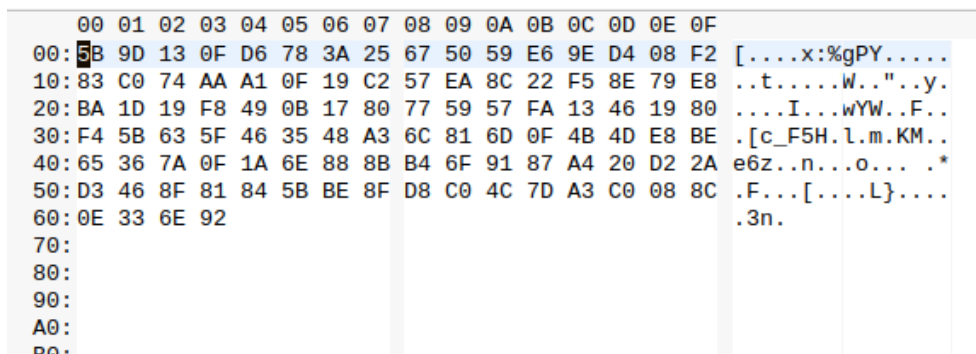 00 01 02 03 04 05 06 07 08 09 0A 0B 0C 0D 0E 0F
00: 5B 9D 13 0F D6 78 3A 25 67 50 59 E6 9E D4 08 F2 [....x:%gPY.....
10: 83 C0 74 AA A1 0F 19 C2 57 EA 8C 22 F5 8E 79 E8 ..t.....W.."..y.
20: BA 1D 19 F8 49 0B 17 80 77 59 57 FA 13 46 19 80 ....I...wYW..F..
30: F4 5B 63 5F 46 35 48 A3 6C 81 6D 0F 4B 4D E8 BE .[c_F5H.l.m.KM..
40: 65 36 7A 0F 1A 6E 88 8B B4 6F 91 87 A4 20 D2 2A e6z..n...o... .*
50: D3 46 8F 81 84 5B BE 8F D8 C0 4C 7D A3 C0 08 8C .F...[....L}....
60: 0E 33 6E 92 .3n.
70:
80:
90:
A0:
B0: